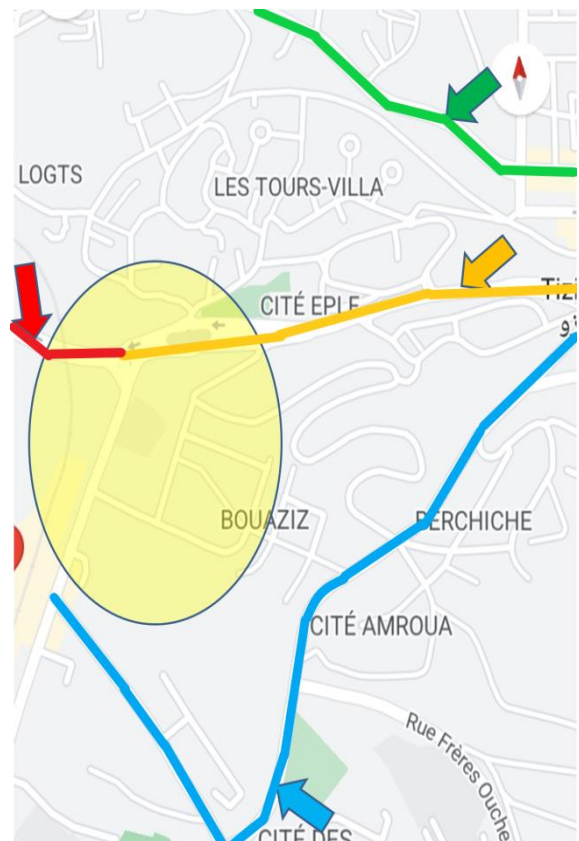 LOGTS
LES TOURS-VILLA
CITÉ EPLF
Tizi
BOUAZIZ
BERCHICHE
CITÉ AMROUA
Rue Frères Ouche
CITÉ DES